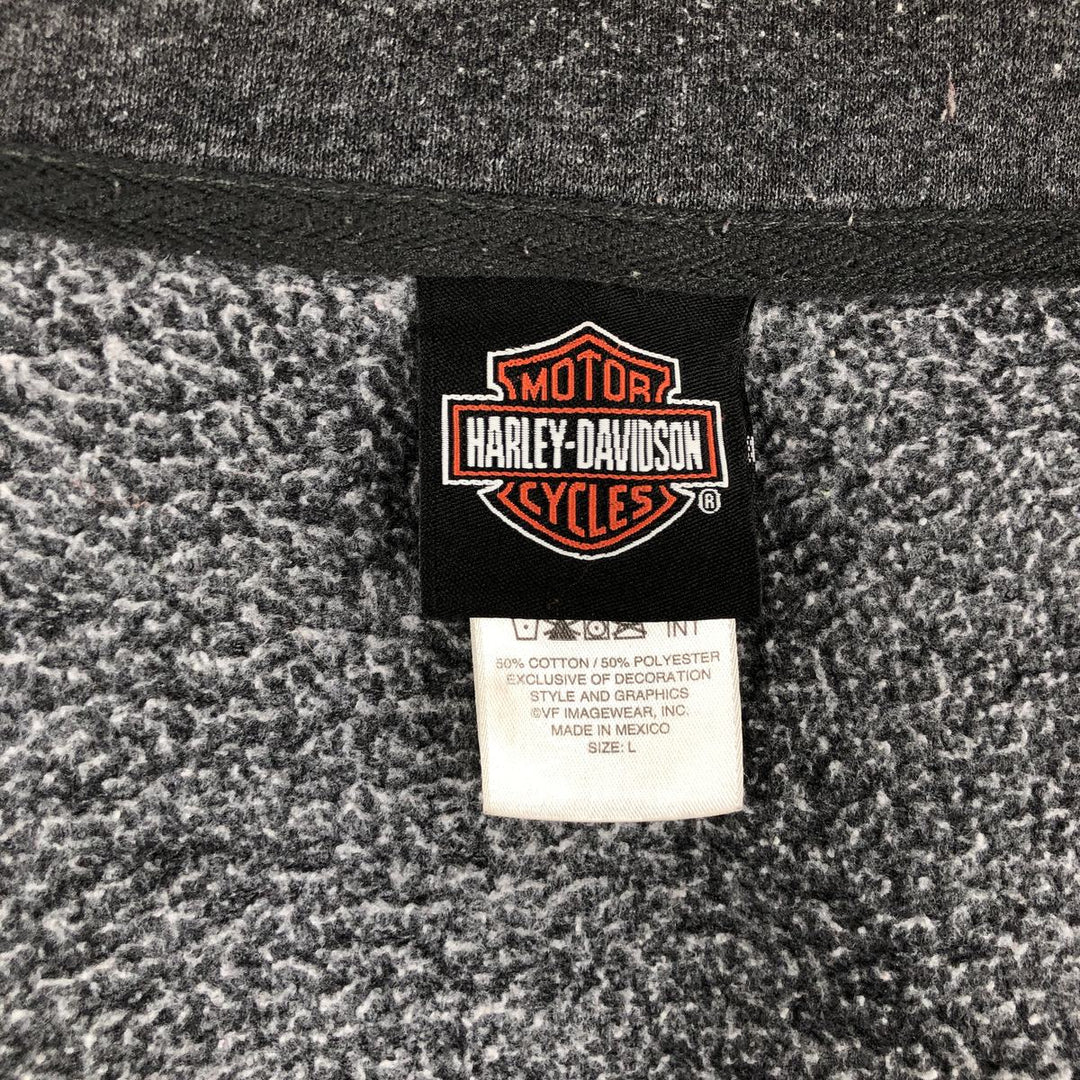 MOTOR
HARLEY-DAVIDSON
CYCLES
®
INT
50% COTTON / 50% POLYESTER
EXCLUSIVE OF DECORATION
STYLE AND GRAPHICS
©VF IMAGEWEAR, INC.
MADE IN MEXICO
SIZE: L